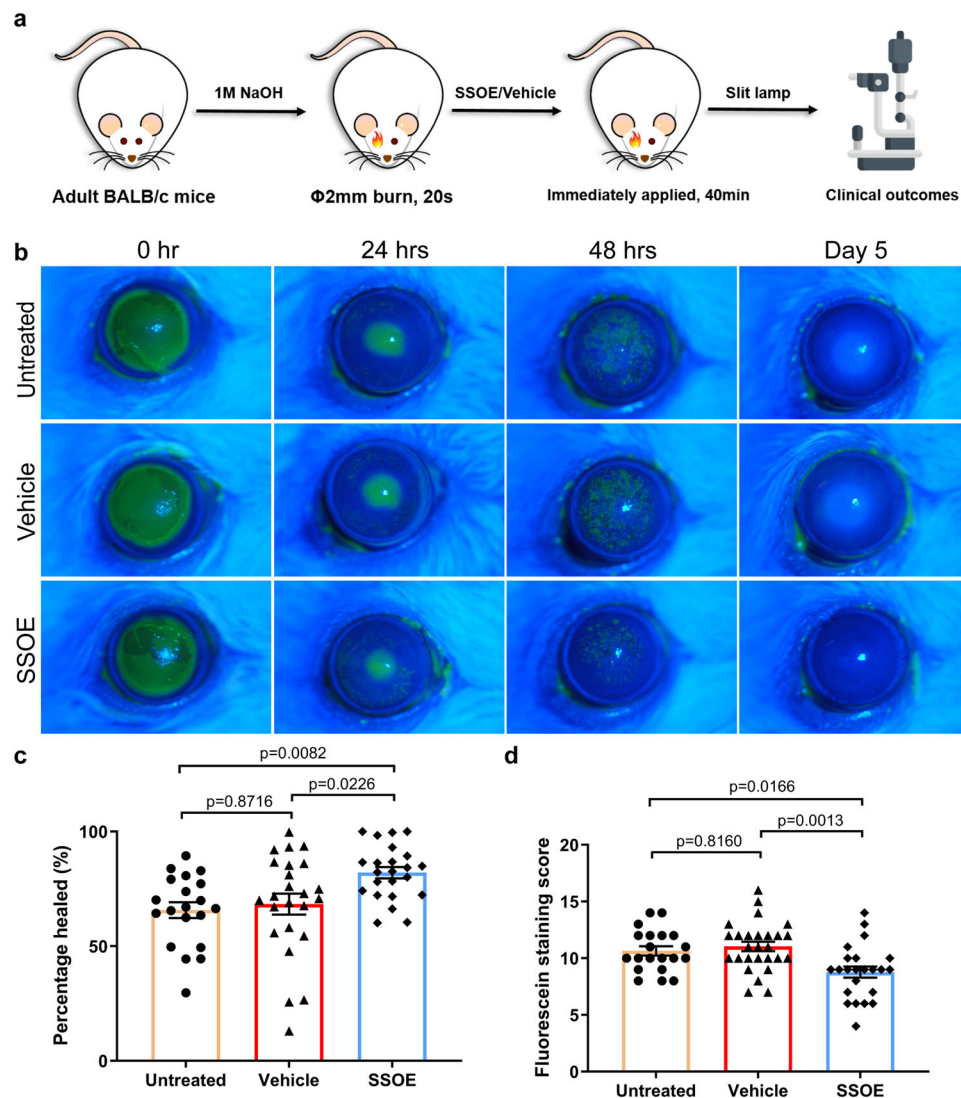 a
1M NaOH
SSOE/Vehicle
Slit lamp
Adult BALB/c mice
Φ2mm burn, 20s
Immediately applied, 40min
Clinical outcomes
b
0 hr
24 hrs
48 hrs
Day 5
Untreated
Vehicle
SSOE
c
p=0.0082
p=0.0226
p=0.8716
Percentage healed (%)
100
50
0
Untreated
Vehicle
SSOE
d
p=0.0166
p=0.0013
p=0.8160
Fluorescein staining score
20
15
10
5
0
Untreated
Vehicle
SSOE